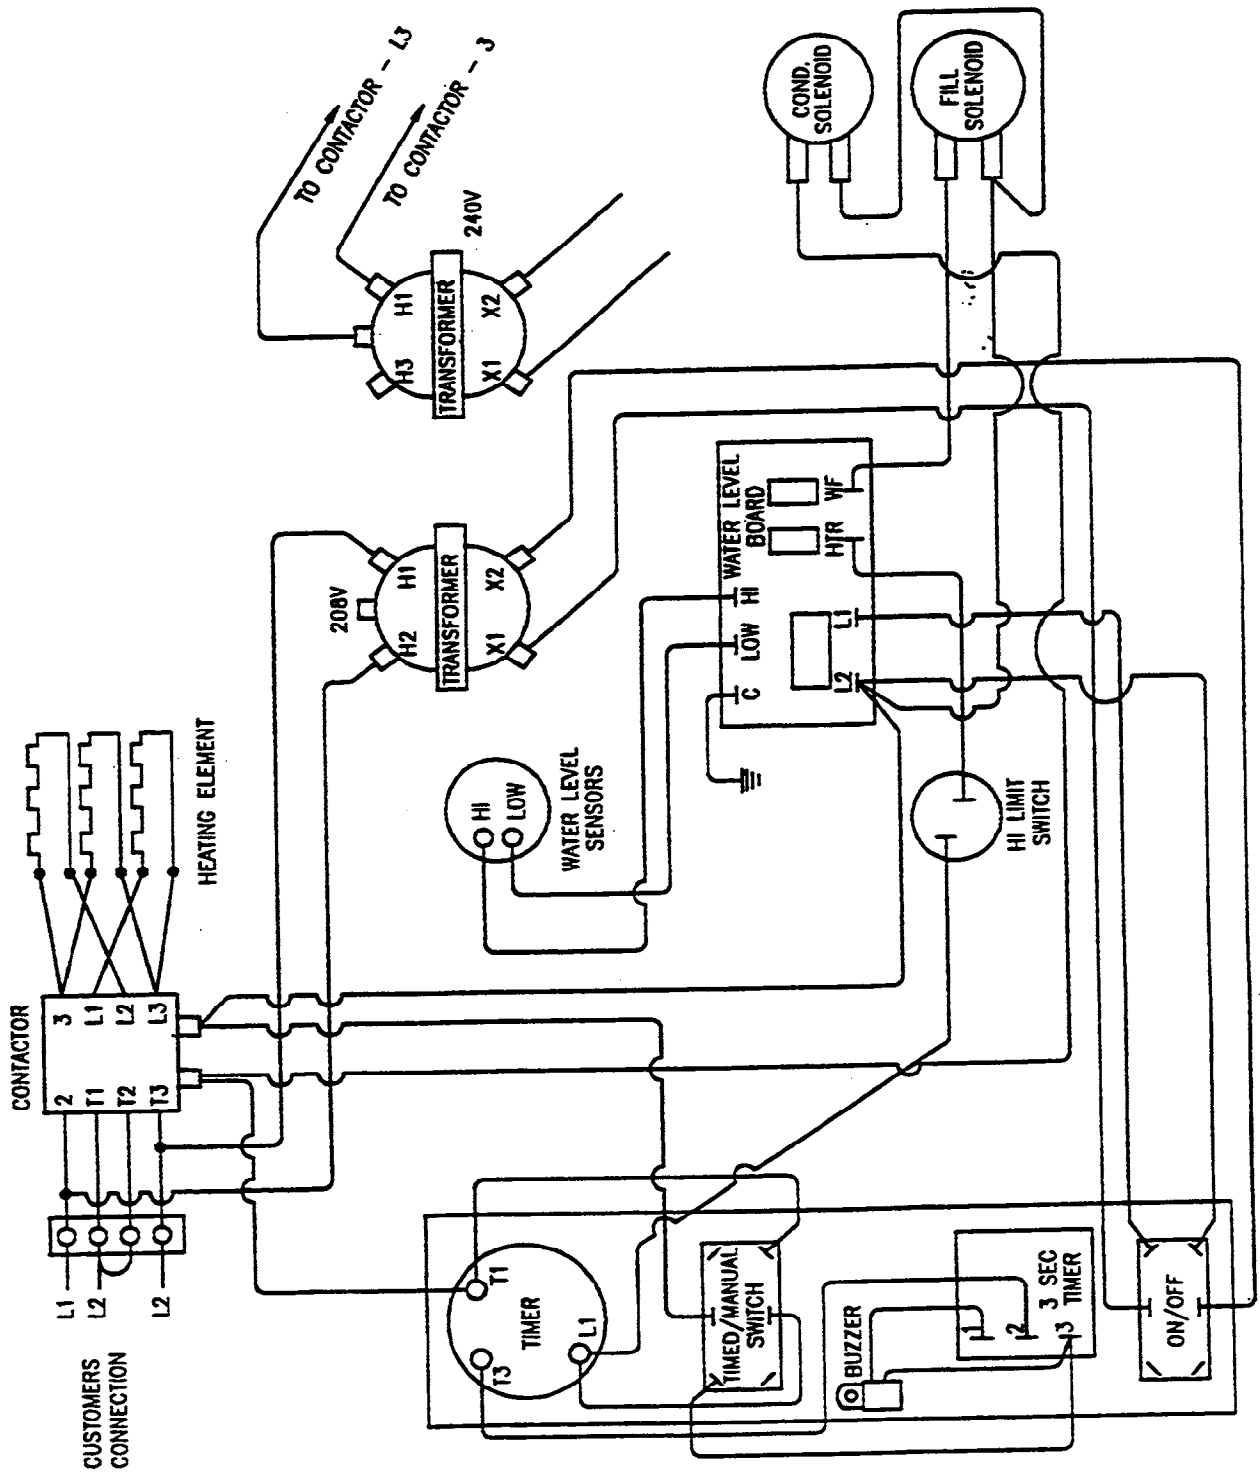 CUSTOMERS
CONNECTION
L1
L2
L2
CONTACTOR
2
T1
T2
T3
3
L1
L2
L3
HEATING ELEMENT
208V
H2
H1
TRANSFORMER
X1
X2
TO CONTACTOR - L3
TO CONTACTOR - 3
240V
H3
H1
TRANSFORMER
X1
X2
HI
LOW
WATER LEVEL
SENSORS
WATER LEVEL
BOARD
C
LOW
HI
L2
L1
HTR
WF
COND.
SOLENOID
FILL
SOLENOID
HI LIMIT
SWITCH
TIMER
T1
T3
L1
TIMED/MANUAL
SWITCH
BUZZER
1
2
3
3 SEC
TIMER
ON/OFF